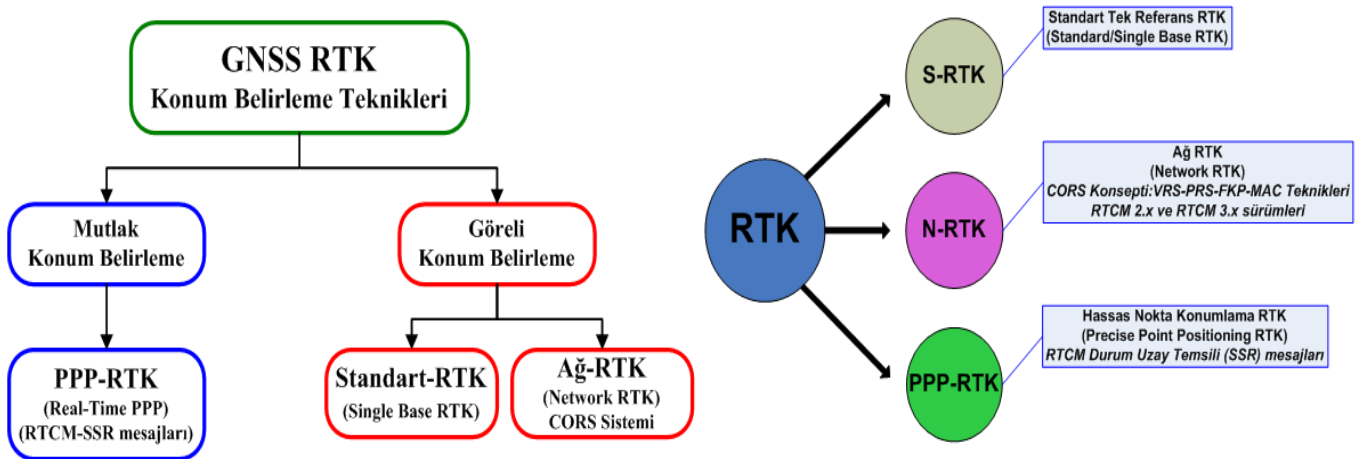 GNSS RTK
Konum Belirleme Teknikleri
Mutlak
Konum Belirleme
Göreli
Konum Belirleme
PPP-RTK
(Real-Time PPP)
(RTCM-SSR mesajları)
Standart-RTK
(Single Base RTK)
Ağ-RTK
(Network RTK)
CORS Sistemi
RTK
S-RTK
Standart Tek Referans RTK
(Standard/Single Base RTK)
N-RTK
Ağ RTK
(Network RTK)
CORS Konsepti:VRS-PRS-FKP-MAC Teknikleri
RTCM 2.x ve RTCM 3.x sürümleri
PPP-RTK
Hassas Nokta Konumlama RTK
(Precise Point Positioning RTK)
RTCM Durum Uzay Temsili (SSR) mesajları